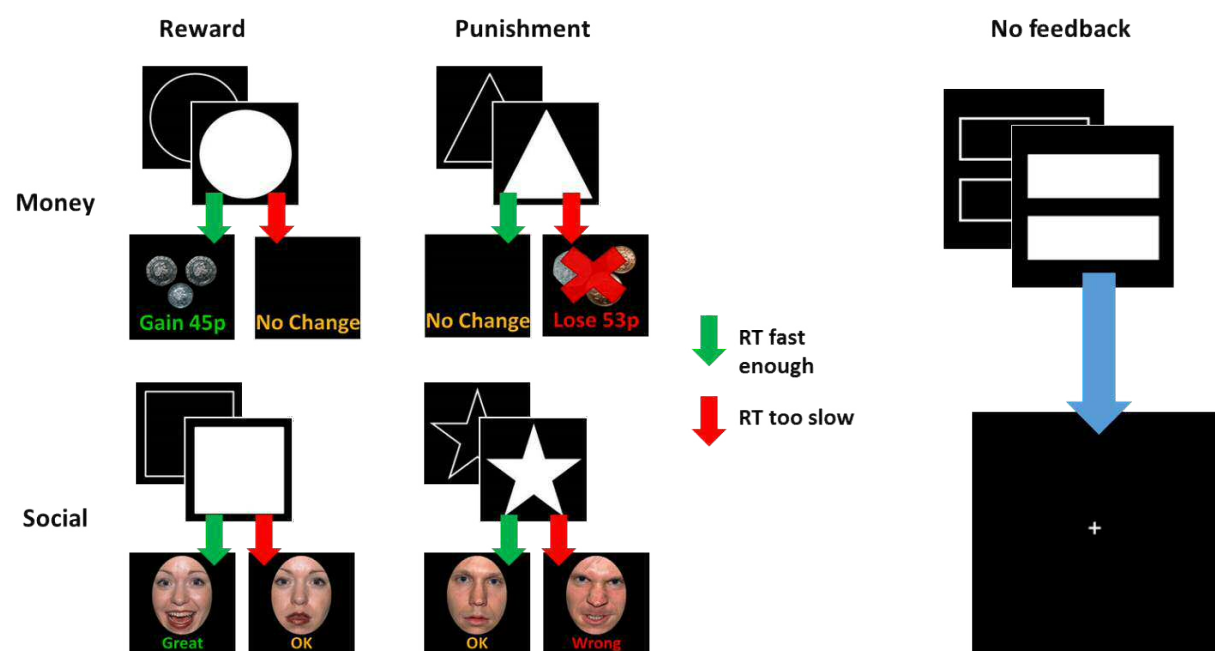 Reward
Punishment
No feedback
Money
Gain 45p
No Change
No Change
Lose 53p
RT fast
enough
RT too slow
Social
Great
OK
OK
Wrong